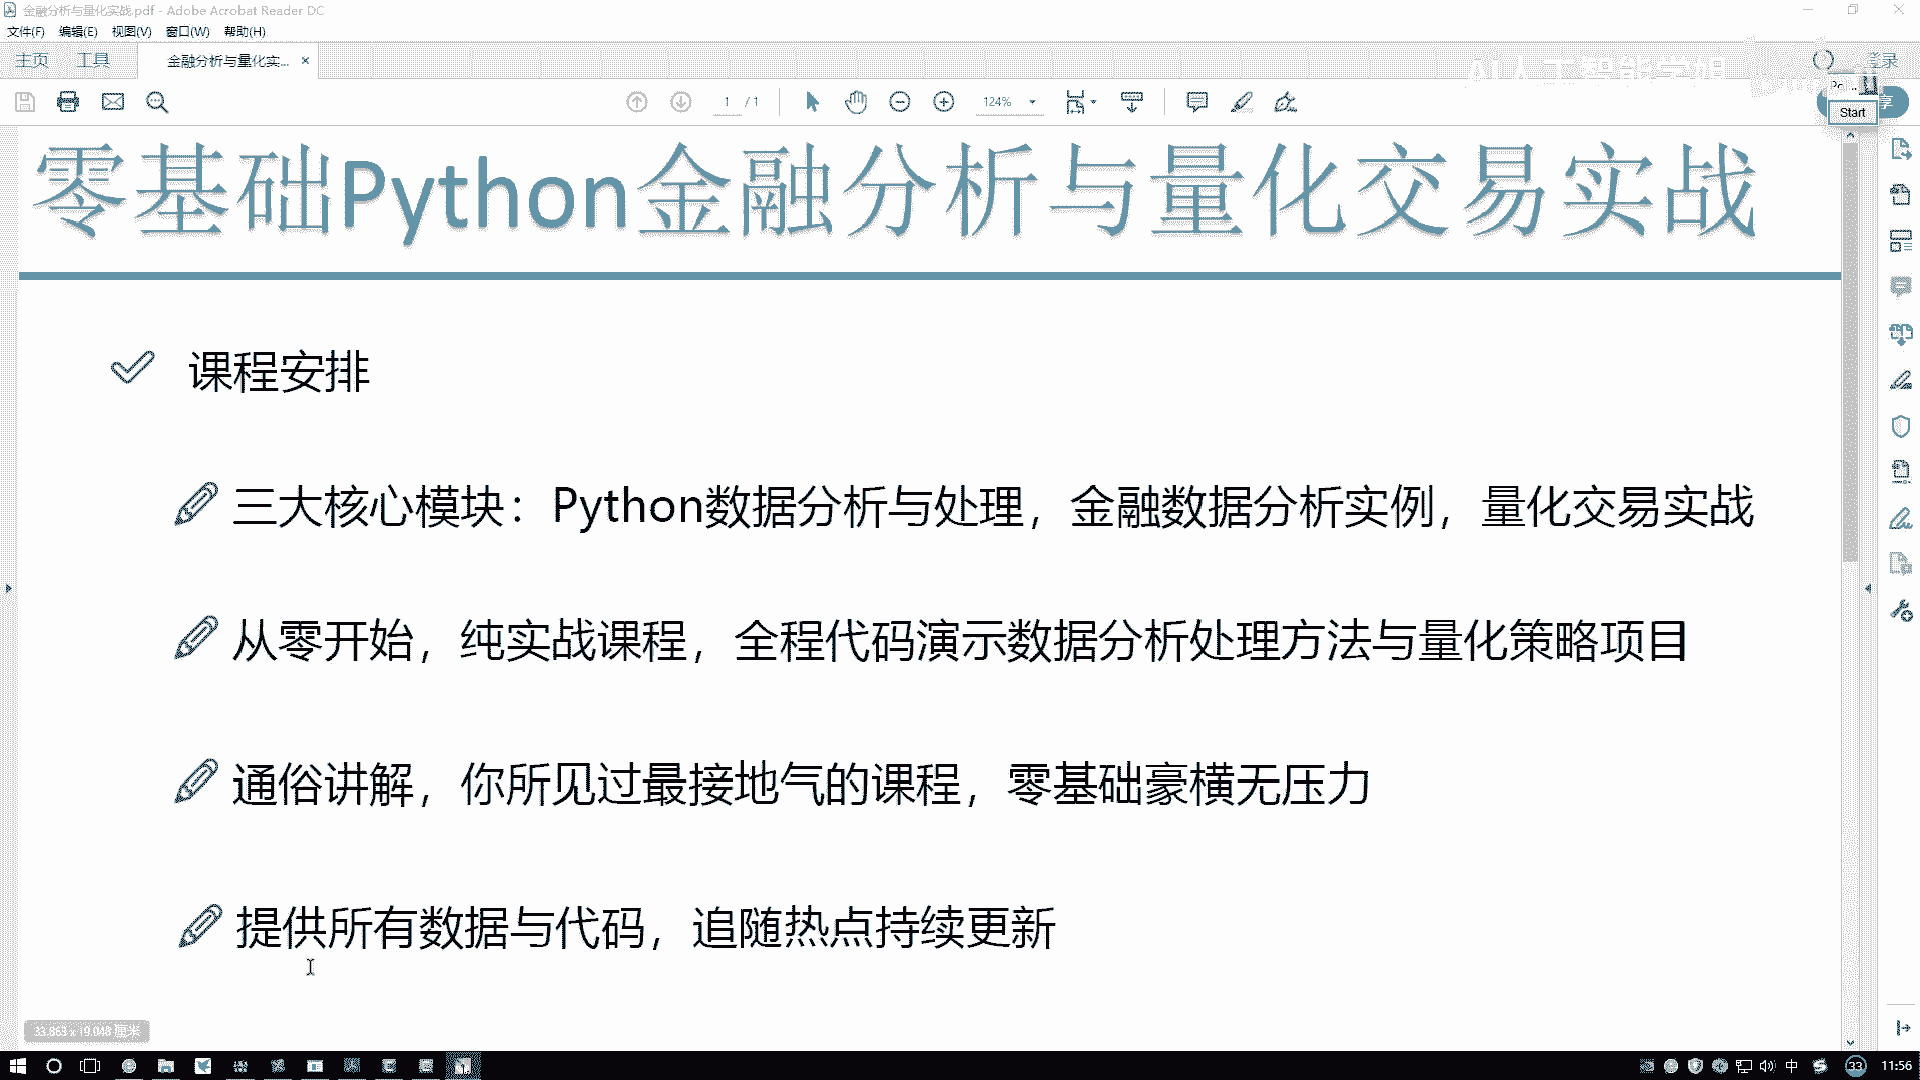 金融分析与量化实战.pdf - Adobe Acrobat Reader DC
文件(F) 编辑(E) 视图(V) 窗口(W) 帮助(H)
主页 工具 金融分析与量化实... ×
AI人工智能学姐
1 / 1 124%
Start
零基础Python金融分析与量化交易实战
课程安排
三大核心模块：Python数据分析与处理，金融数据分析实例，量化交易实战
从零开始，纯实战课程，全程代码演示数据分析处理方法与量化策略项目
通俗讲解，你所见过最接地气的课程，零基础豪横无压力
提供所有数据与代码，追随热点持续更新
33.863 x 19.048 厘米
中 33 11:56